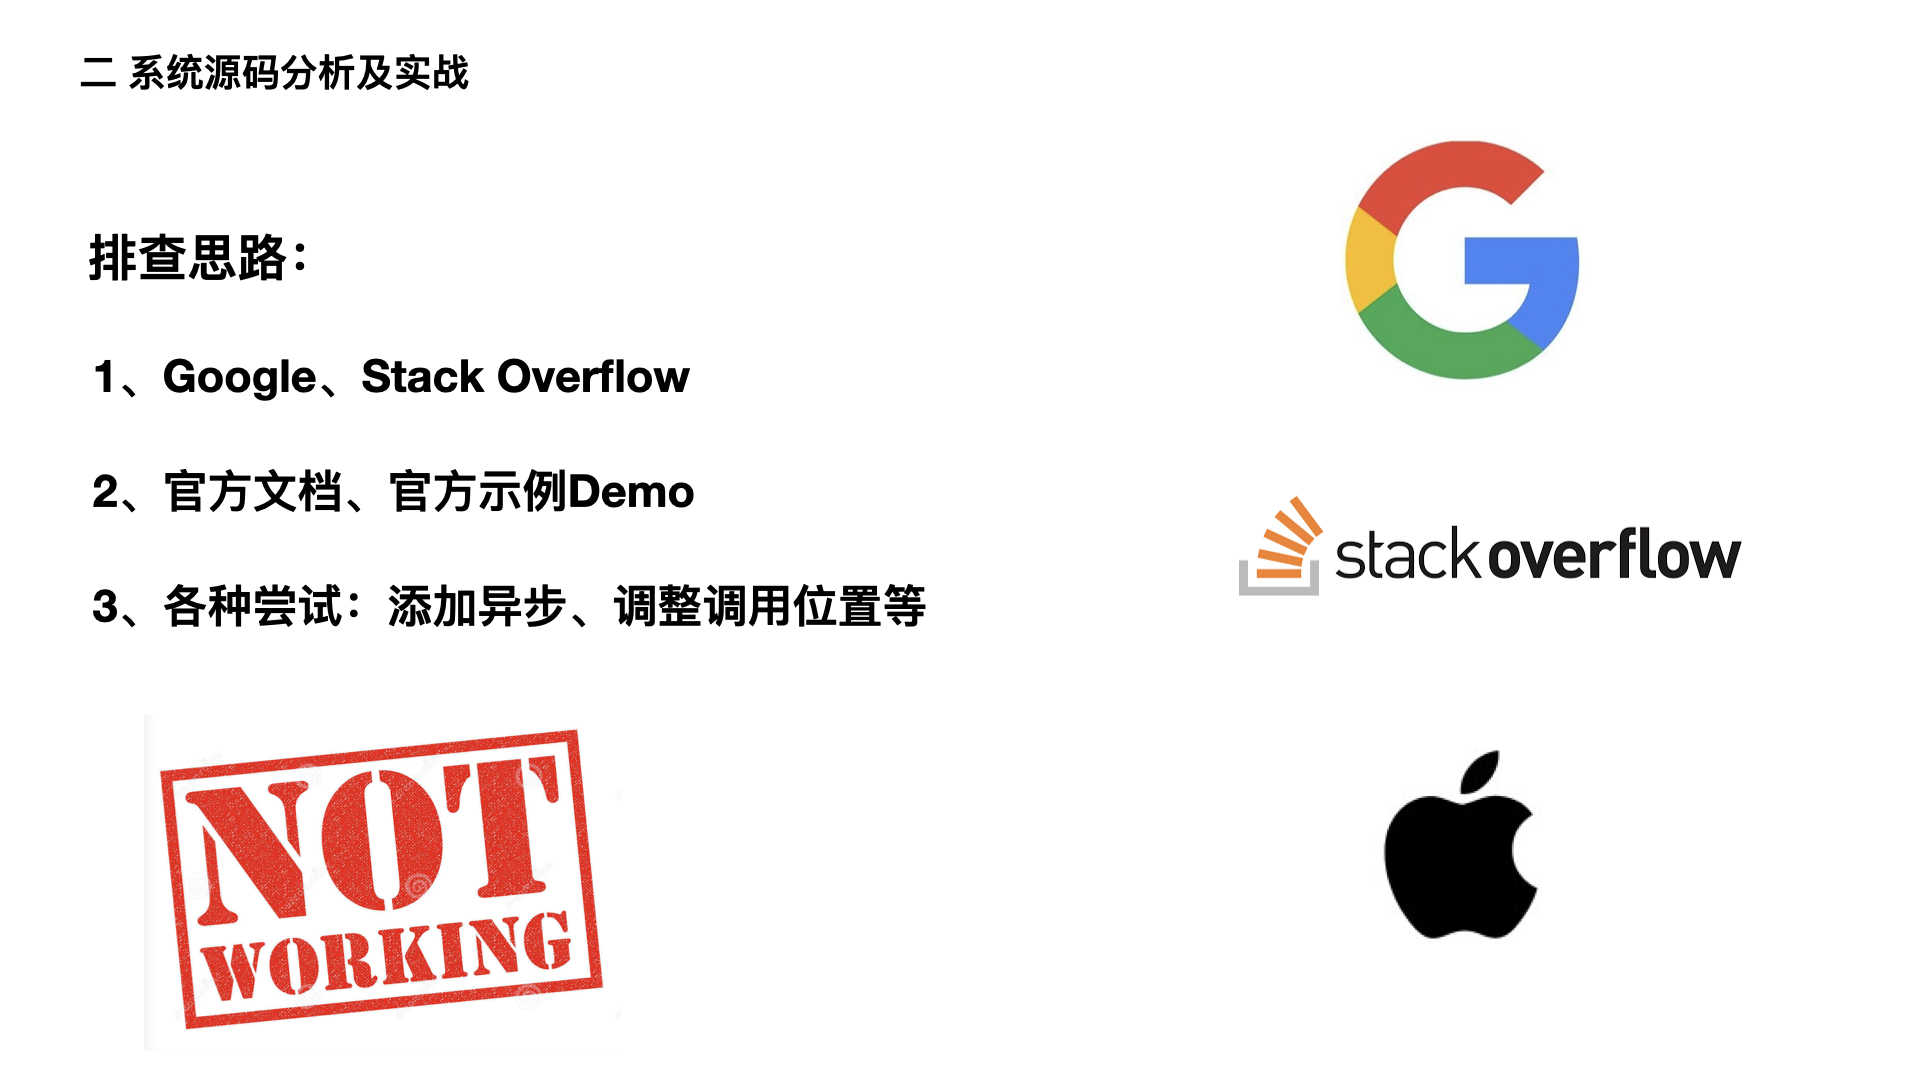 二 系统源码分析及实战
排查思路：
1、Google、Stack Overflow
2、官方文档、官方示例Demo
3、各种尝试：添加异步、调整调用位置等
stackoverflow
NOT
WORKING